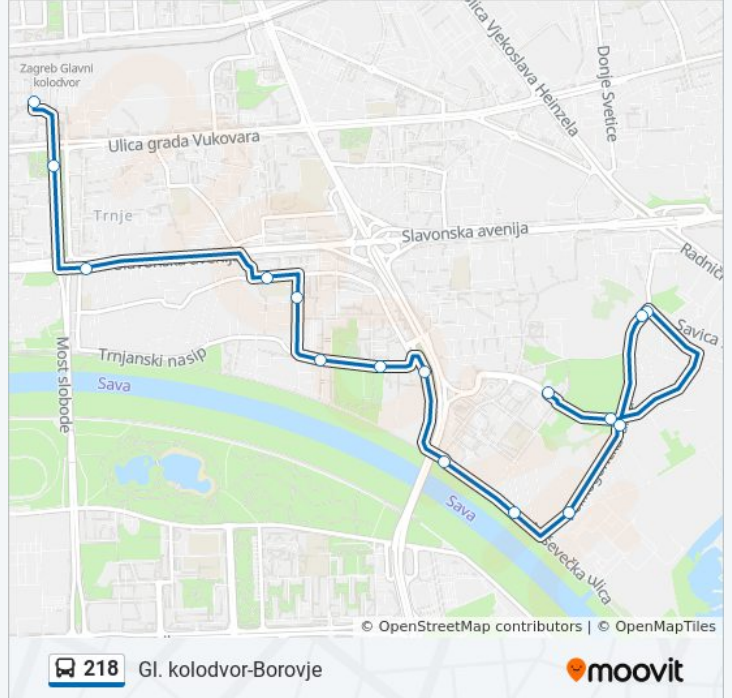 Ulica Vjekoslava Heinzela
Donje Svetice
Zagreb Glavni
kolodvor
Ulica grada Vukovara
Trnje
Slavonska avenija
Radnič
Savica
Most slobode
Trnjanski nasip
Sava
Sava
ševečka ulica
© OpenStreetMap contributors | © OpenMapTiles
218 Gl. kolodvor-Borovje
moovit